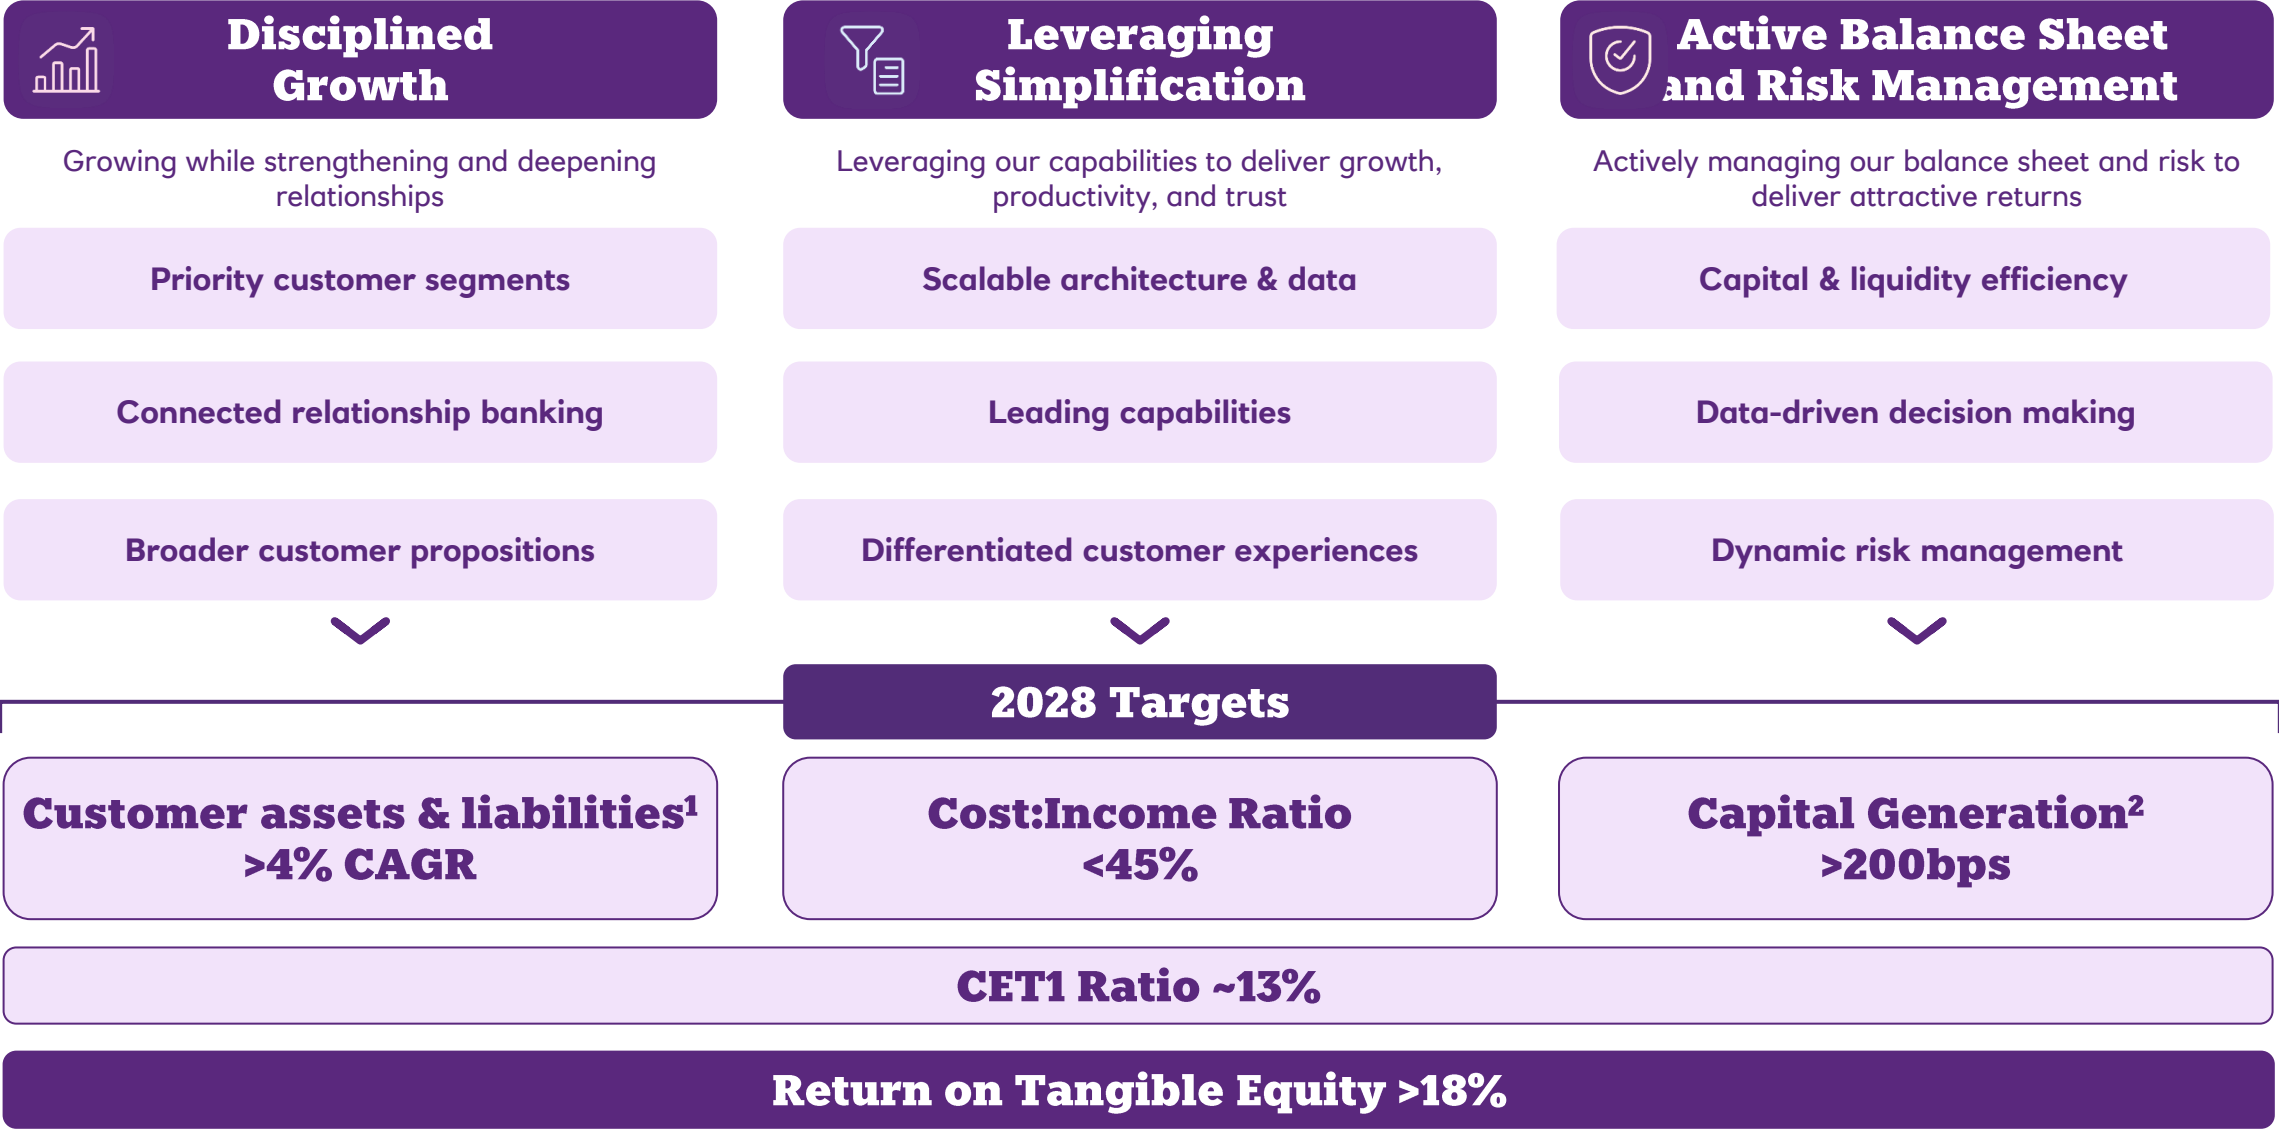 Disciplined
Growth
Growing while strengthening and deepening
relationships
Priority customer segments
Connected relationship banking
Broader customer propositions
Leveraging
Simplification
Leveraging our capabilities to deliver growth,
productivity, and trust
Scalable architecture & data
Leading capabilities
Differentiated customer experiences
Active Balance Sheet
and Risk Management
Actively managing our balance sheet and risk to
deliver attractive returns
Capital & liquidity efficiency
Data-driven decision making
Dynamic risk management
2028 Targets
Customer assets & liabilities¹
>4% CAGR
Cost:Income Ratio
<45%
Capital Generation²
>200bps
CET1 Ratio ~13%
Return on Tangible Equity >18%